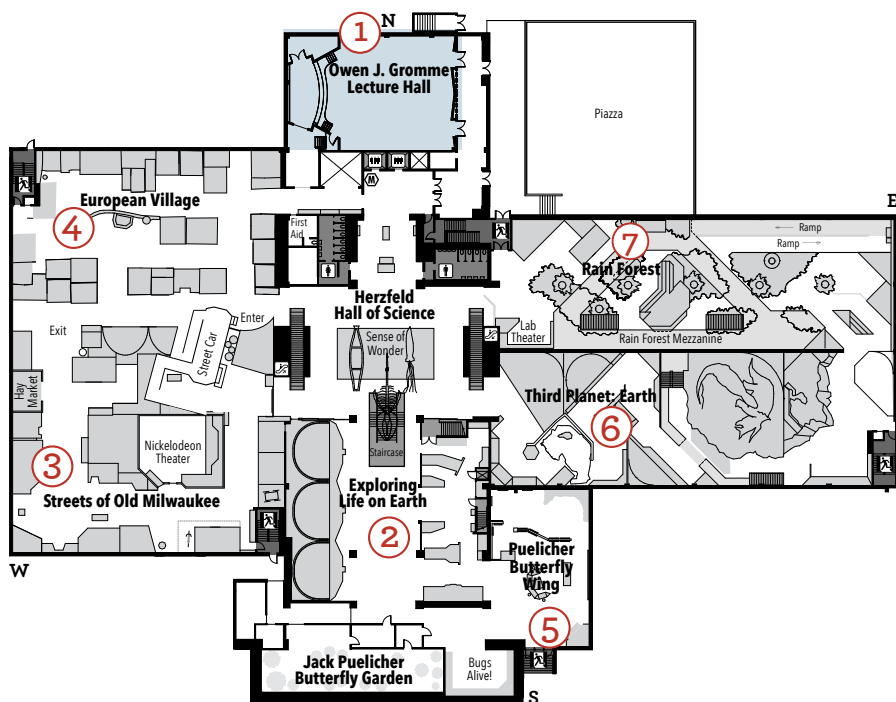 N
1
Owen J. Gromme
Lecture Hall
Piazza
E
European Village
4
First
Aid
7
Rain Forest
Ramp
Ramp
M
Herzfeld
Hall of Science
Enter
Exit
Street Car
Sense of
Wonder
Lab
Theater
Rain Forest Mezzanine
Hay
Market
Third Planet: Earth
6
3
Nickelodeon
Theater
Staircase
Streets of Old Milwaukee
Exploring
Life on Earth
2
Puelicher
Butterfly
Wing
W
5
Jack Puelicher
Butterfly Garden
Bugs
Alive!
S